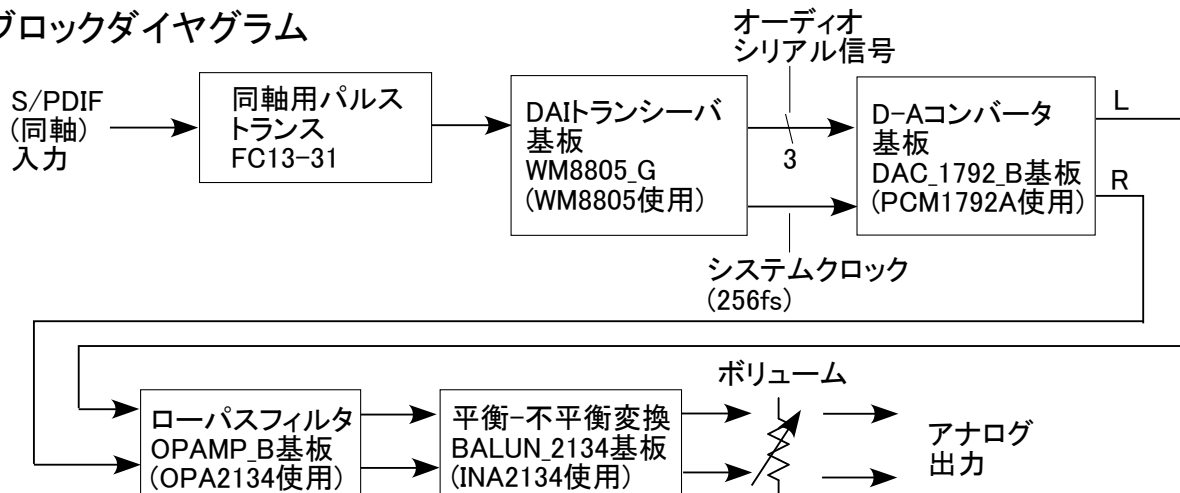 ブロックダイヤグラム
オーディオ
シリアル信号
S/PDIF
(同軸)
入力
同軸用パルス
トランス
FC13-31
DAIトランシーバ
基板
WM8805_G
(WM8805使用)
3
D-Aコンバータ
基板
DAC_1792_B基板
(PCM1792A使用)
L
R
システムクロック
(256fs)
ローパスフィルタ
OPAMP_B基板
(OPA2134使用)
平衡-不平衡変換
BALUN_2134基板
(INA2134使用)
ボリューム
アナログ
出力